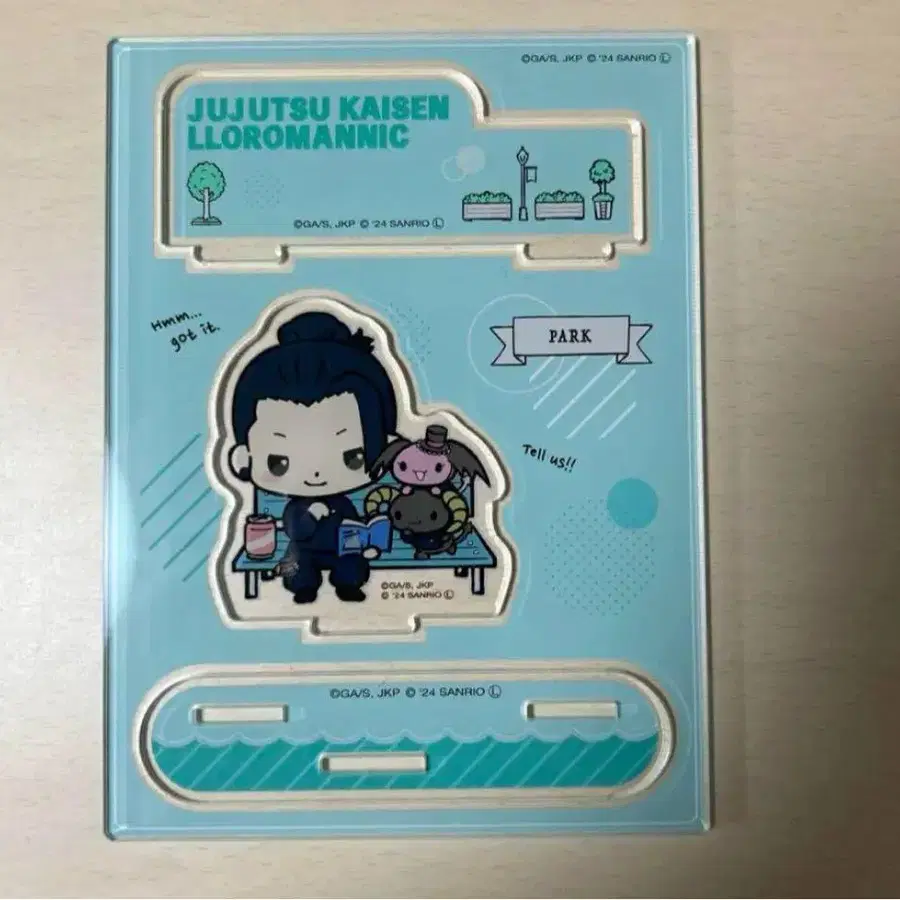 ©GA/S, JKP © '24 SANRIO Ⓛ
JUJUTSU KAISEN
LLOROMANNIC
©GA/S, JKP © '24 SANRIO Ⓛ
Hmm...
got it.
PARK
Tell us!!
©GA/S, JKP
© '24 SANRIO Ⓛ
©GA/S, JKP © '24 SANRIO Ⓛ